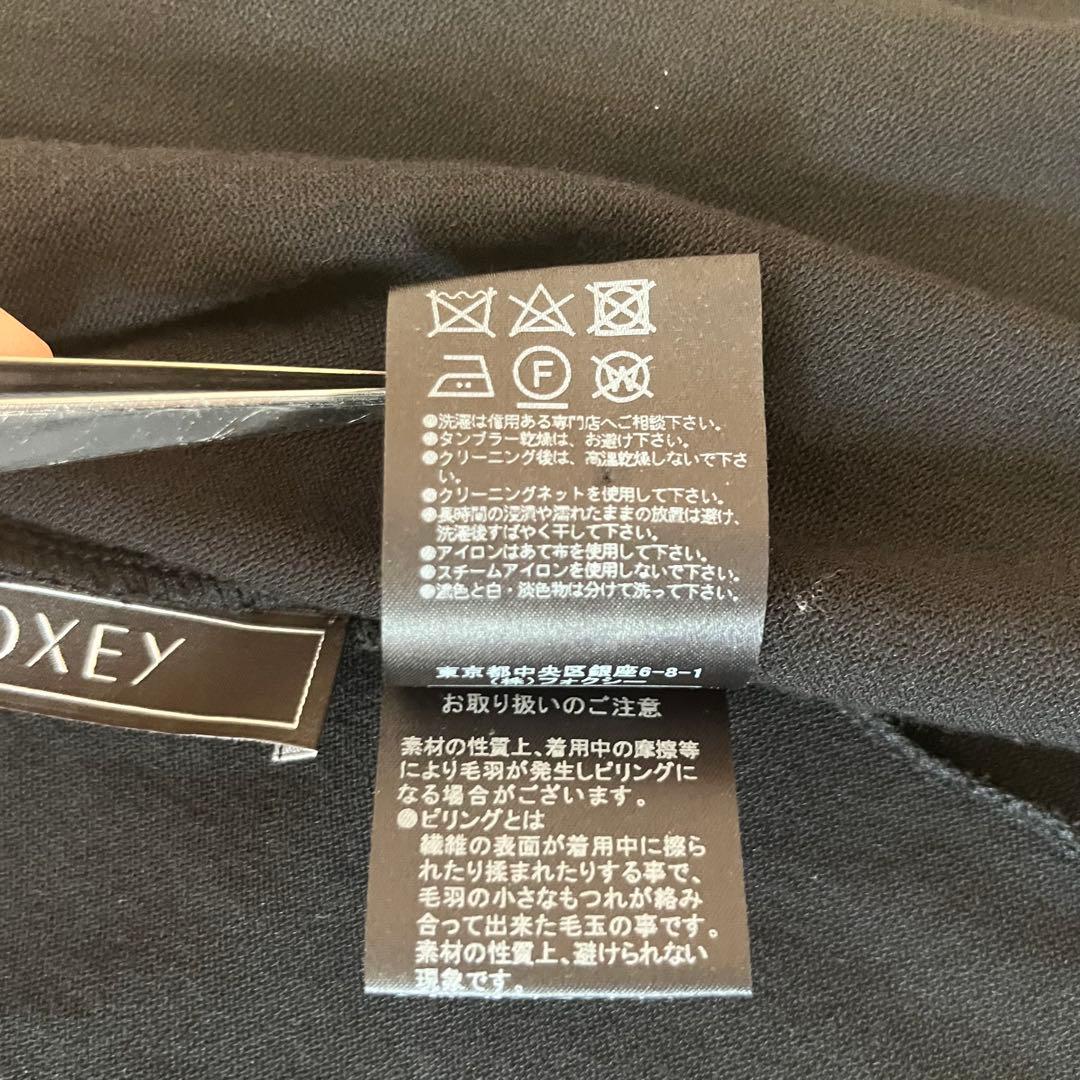 F
W
●洗濯は信用ある専門店へご相談下さい。
●タンブラー乾燥は、お避け下さい。
●クリーニング後は、高温乾燥しないで下さ
い。
●クリーニングネットを使用して下さい。
●長時間の浸漬や濡れたままの放置は避け、
洗濯後すばやく干して下さい。
●アイロンはあて布を使用して下さい。
●スチームアイロンを使用しないで下さい。
●濃色と白・淡色物は分けて洗って下さい。
OXEY
東京都中央区銀座6-8-1
(株)フォクシー
お取り扱いのご注意
素材の性質上、着用中の摩擦等
により毛羽が発生しピリングに
なる場合がございます。
●ピリングとは
繊維の表面が着用中に擦ら
れたり揉まれたりする事で、
毛羽の小さなもつれが絡み
合って出来た毛玉の事です。
素材の性質上、避けられない
現象です。